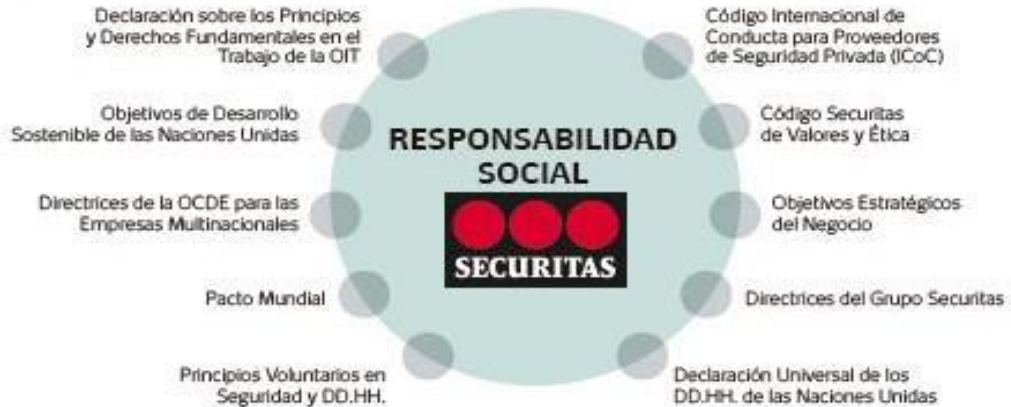 Declaración sobre los Principios
y Derechos Fundamentales en el
Trabajo de la OIT
Objetivos de Desarrollo
Sostenible de las Naciones Unidas
Directrices de la OCDE para las
Empresas Multinacionales
Pacto Mundial
Principios Voluntarios en
Seguridad y DD.HH.
RESPONSABILIDAD
SOCIAL
SECURITAS
Código Internacional de
Conducta para Proveedores
de Seguridad Privada (ICoC)
Código Securitas
de Valores y Ética
Objetivos Estratégicos
del Negocio
Directrices del Grupo Securitas
Declaración Universal de los
DD.HH. de las Naciones Unidas